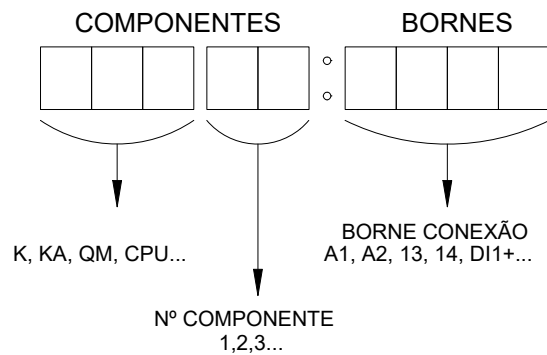 COMPONENTES BORNES
:
K, KA, QM, CPU...
BORNE CONEXÃO
A1, A2, 13, 14, DI1+...
Nº COMPONENTE
1,2,3...